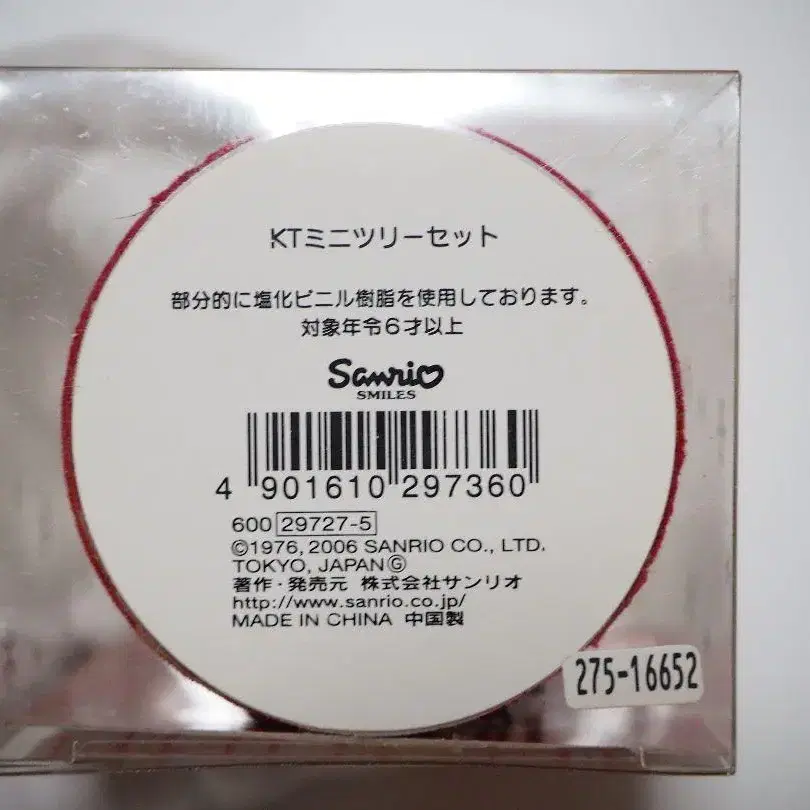 KTミニツリーセット
部分的に塩化ビニル樹脂を使用しております。
対象年令6才以上
Sanrio
SMILES
4 901610 297360
600 29727-5
©1976, 2006 SANRIO CO., LTD.
TOKYO, JAPAN Ⓖ
著作・発売元 株式会社サンリオ
http://www.sanrio.co.jp/
MADE IN CHINA 中国製
275-16652